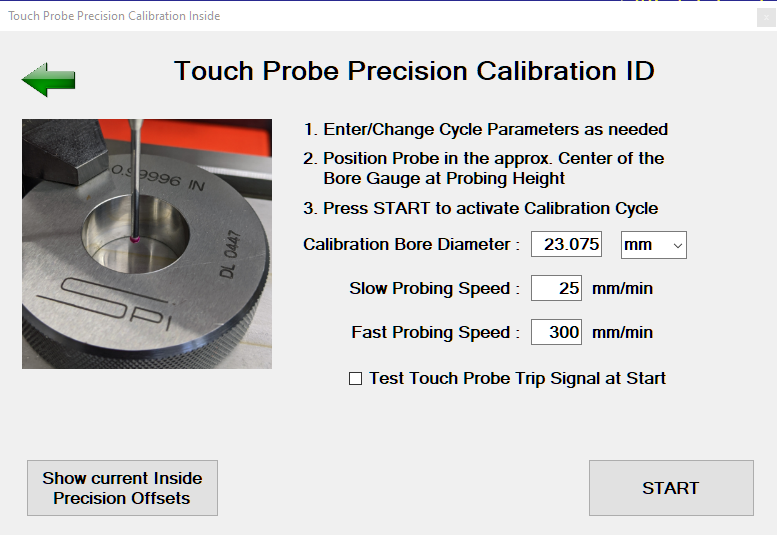 Touch Probe Precision Calibration Inside
x
Touch Probe Precision Calibration ID
0.99996 IN
DL 0447
SPI
1. Enter/Change Cycle Parameters as needed
2. Position Probe in the approx. Center of the
Bore Gauge at Probing Height
3. Press START to activate Calibration Cycle
Calibration Bore Diameter : 23.075 mm
Slow Probing Speed : 25 mm/min
Fast Probing Speed : 300 mm/min
Test Touch Probe Trip Signal at Start
Show current Inside
Precision Offsets
START